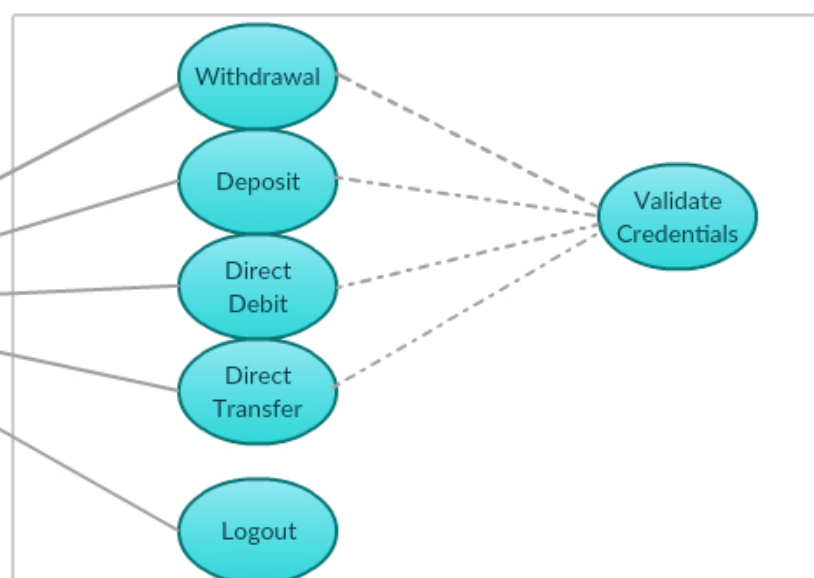 Withdrawal
Deposit
Direct
Debit
Direct
Transfer
Logout
Validate
Credentials